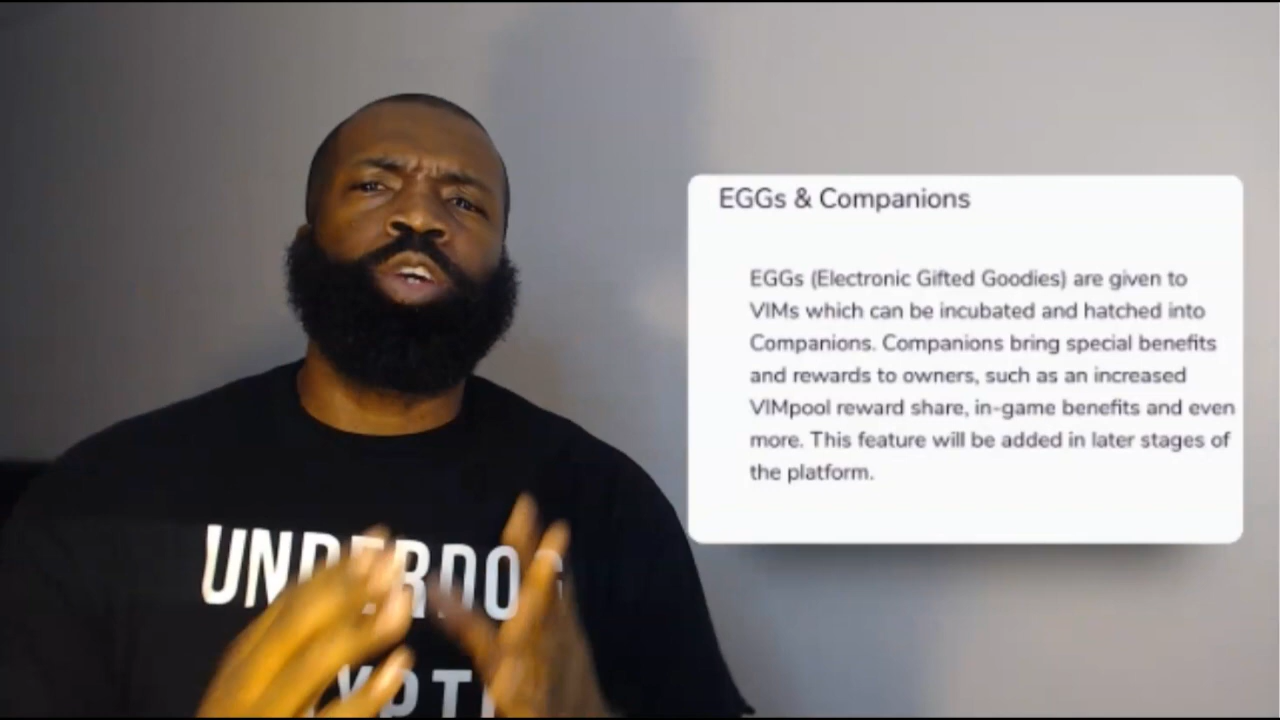 EGGs & Companions
EGGs (Electronic Gifted Goodies) are given to
VIMs which can be incubated and hatched into
Companions. Companions bring special benefits
and rewards to owners, such as an increased
VIMpool reward share, in-game benefits and even
more. This feature will be added in later stages of
the platform.
UNDERDOG